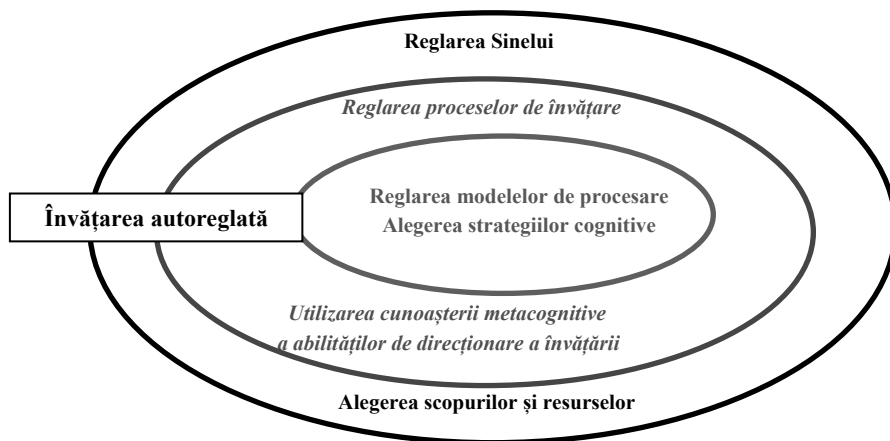 Reglarea Sinelui
Reglarea proceselor de învățare
Reglarea modelelor de procesare
Alegerea strategiilor cognitive
Învățarea autoreglată
Utilizarea cunoașterii metacognitive
a abilităților de direcționare a învățării
Alegerea scopurilor și resurselor